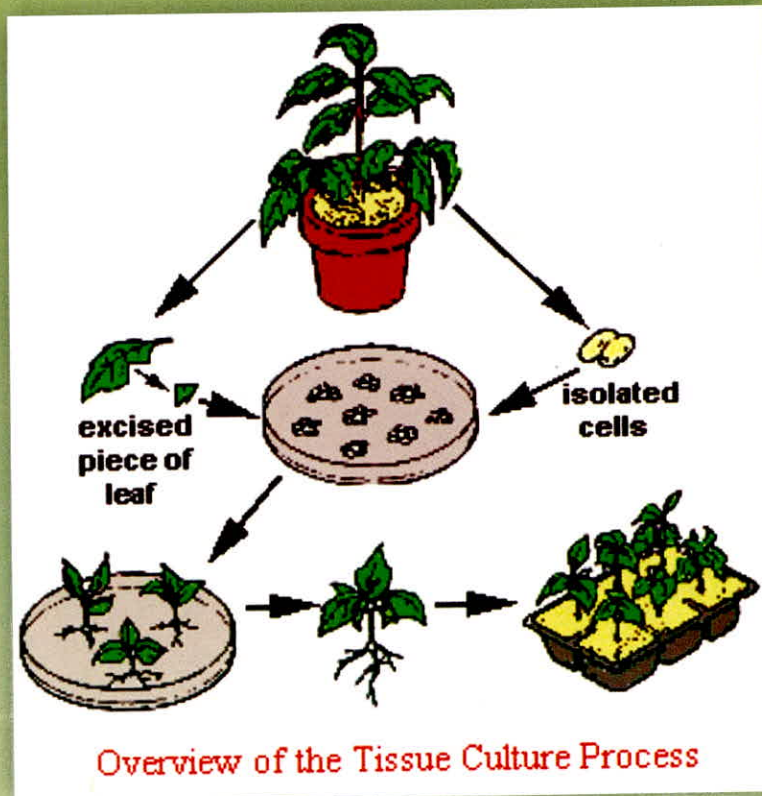 excised
piece of
leaf
isolated
cells
Overview of the Tissue Culture Process